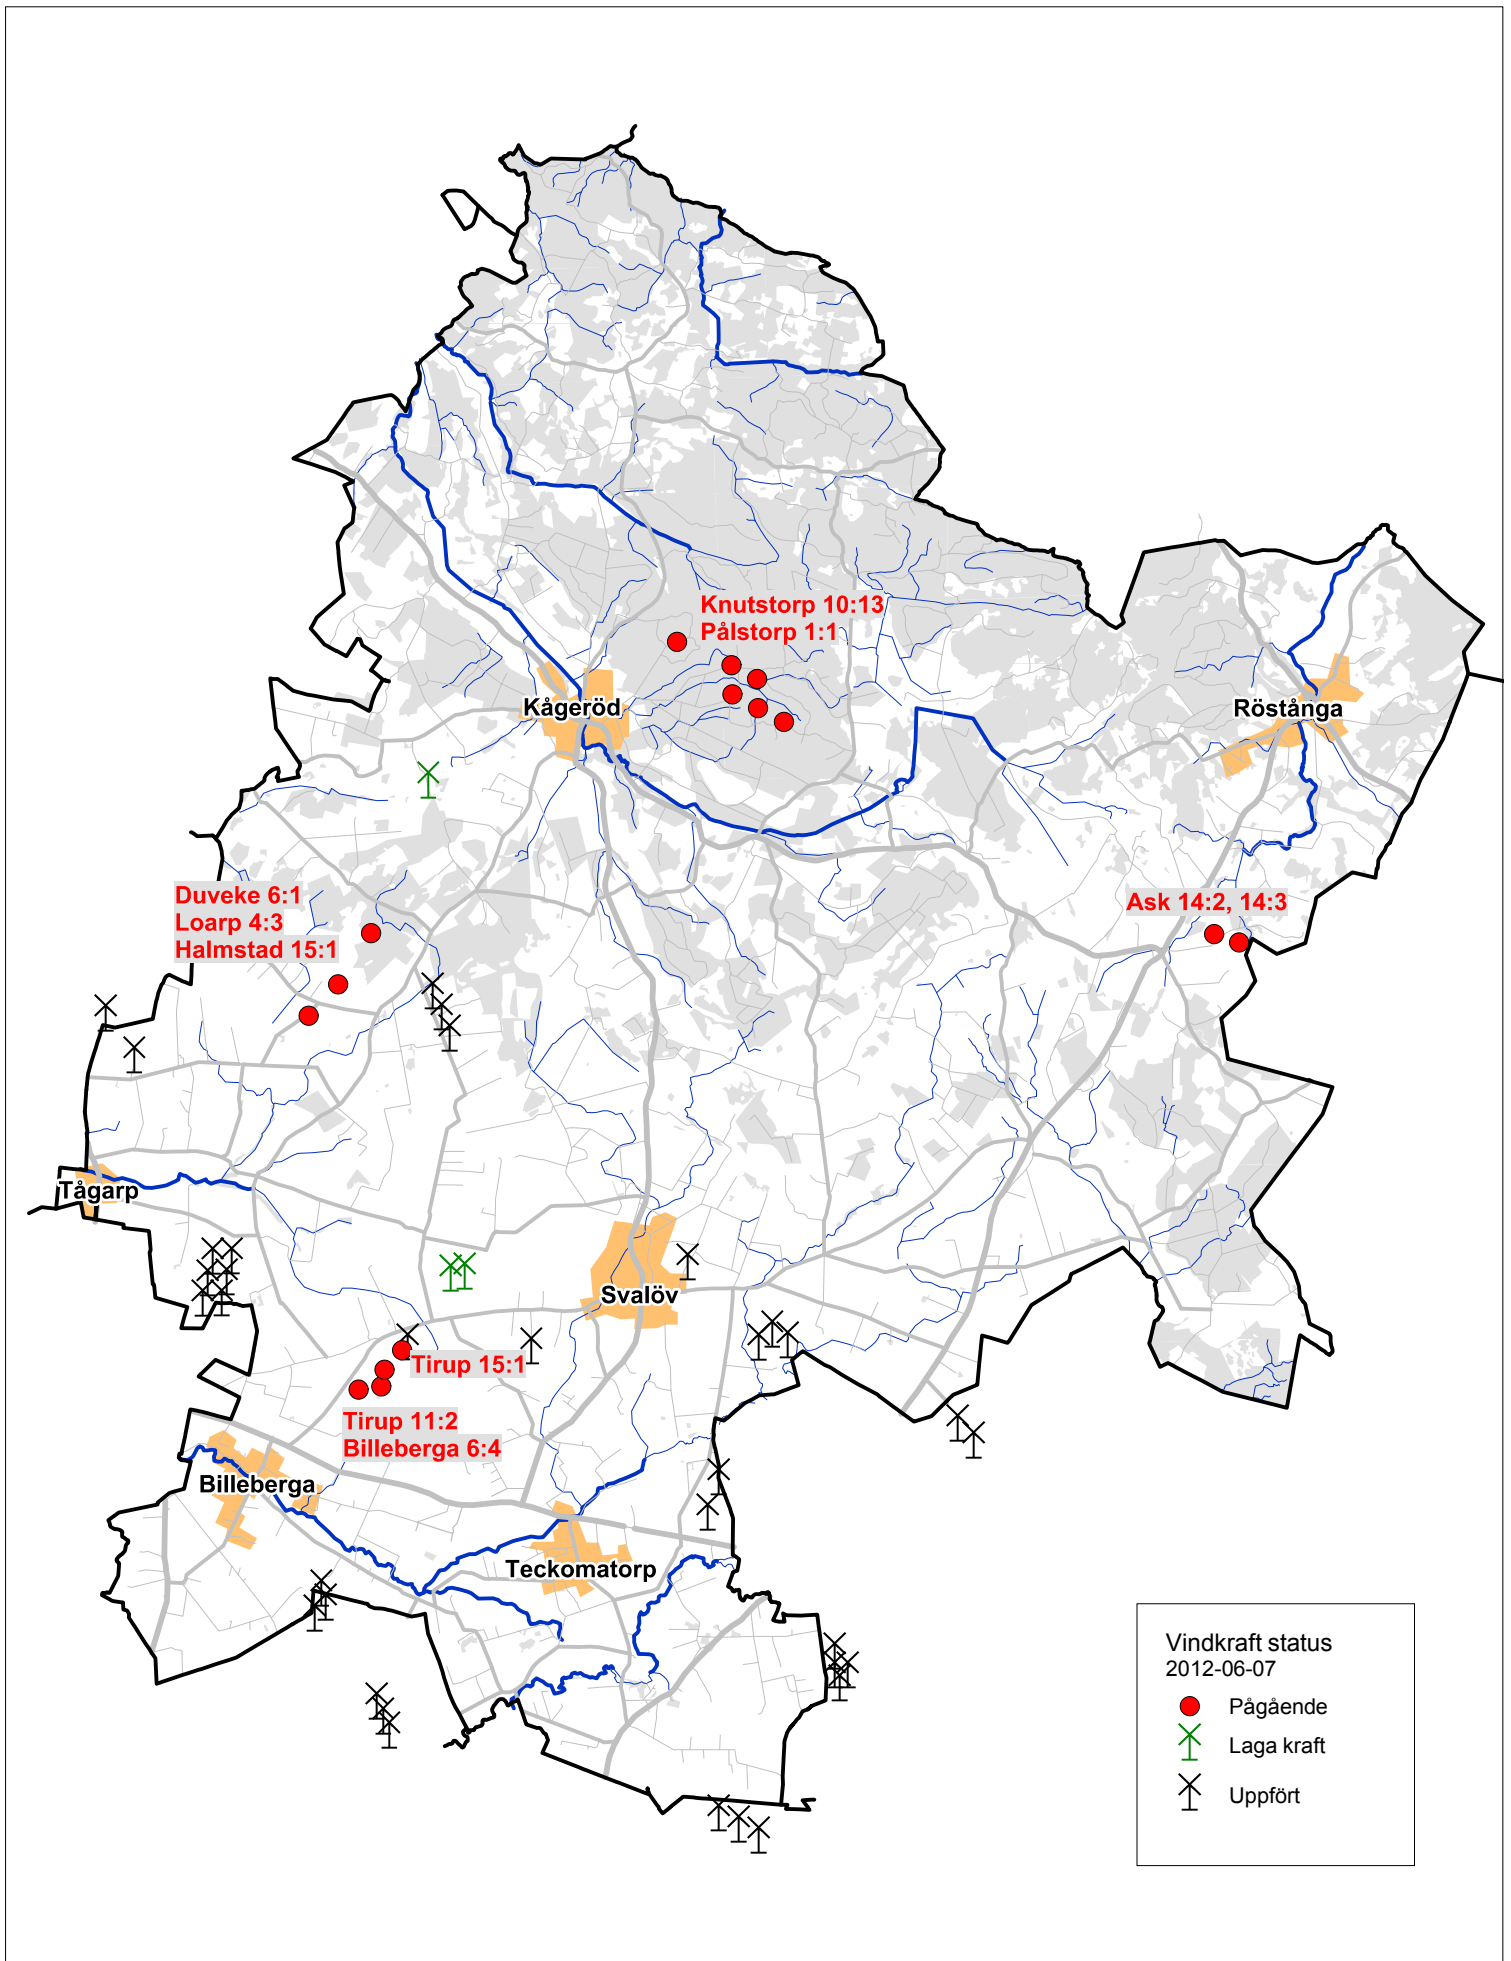 Knutstorp 10:13
Pålstorp 1:1
Kågeröd
Röstånga
Duveke 6:1
Loarp 4:3
Halmstad 15:1
Ask 14:2, 14:3
Tågarp
Svalöv
Tirup 15:1
Tirup 11:2
Billeberga 6:4
Billeberga
Teckomatorp
Vindkraft status
2012-06-07
Pågående
Laga kraft
Uppfört